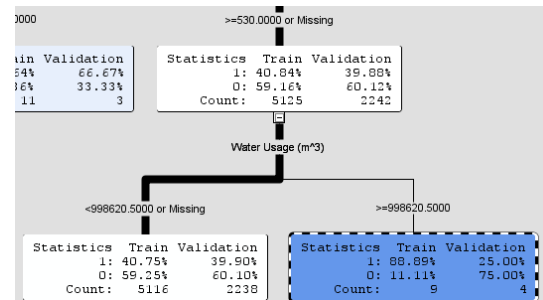 0000
>=530.0000 or Missing
ain Validation
64% 66.67%
36% 33.33%
11 3
Statistics Train Validation
1: 40.84% 39.88%
0: 59.16% 60.12%
Count: 5125 2242
Water Usage (m^3)
<998620.5000 or Missing
>=998620.5000
Statistics Train Validation
1: 40.75% 39.90%
0: 59.25% 60.10%
Count: 5116 2238
Statistics Train Validation
1: 88.89% 25.00%
0: 11.11% 75.00%
Count: 9 4